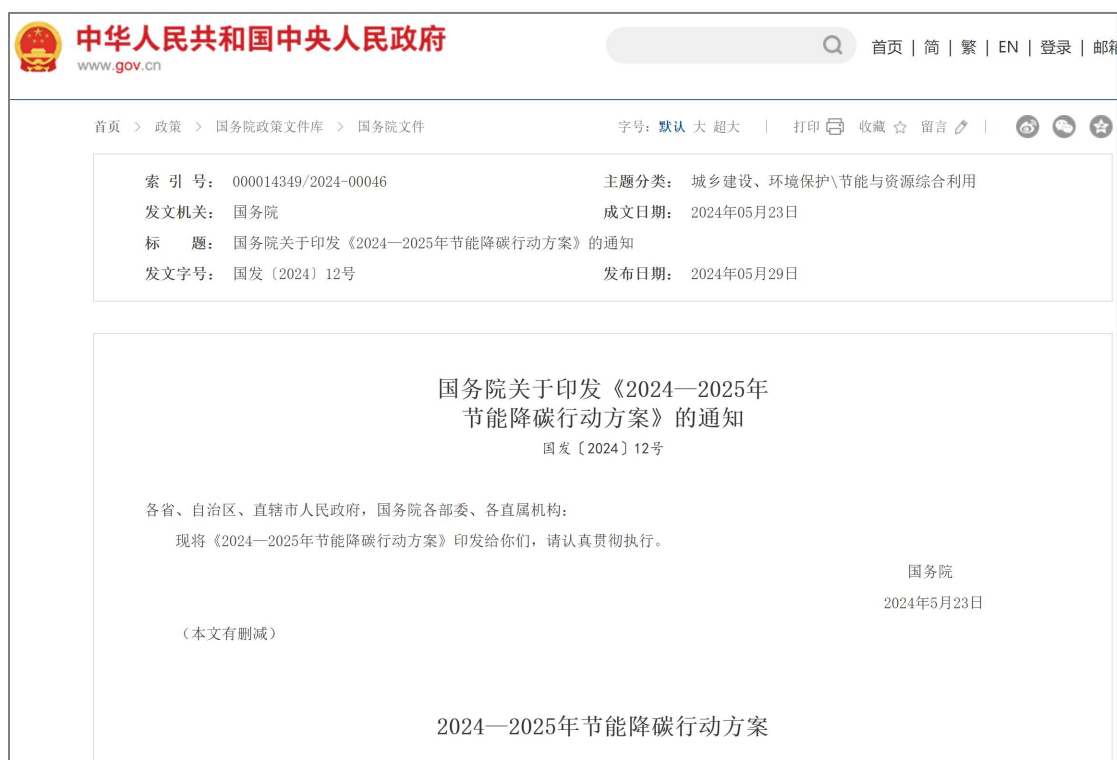 中华人民共和国中央人民政府
www.gov.cn
首页 | 简 | 繁 | EN | 登录 | 邮箱
首页 > 政策 > 国务院政策文件库 > 国务院文件
字号：默认 大 超大 | 打印 收藏 留言 |
索 引 号： 000014349/2024-00046
主题分类： 城乡建设、环境保护\节能与资源综合利用
发文机关： 国务院
成文日期： 2024年05月23日
标 题： 国务院关于印发《2024—2025年节能降碳行动方案》的通知
发文字号： 国发〔2024〕12号
发布日期： 2024年05月29日
国务院关于印发《2024—2025年
节能降碳行动方案》的通知
国发〔2024〕12号
各省、自治区、直辖市人民政府，国务院各部委、各直属机构：
现将《2024—2025年节能降碳行动方案》印发给你们，请认真贯彻执行。
国务院
2024年5月23日
（本文有删减）
2024—2025年节能降碳行动方案